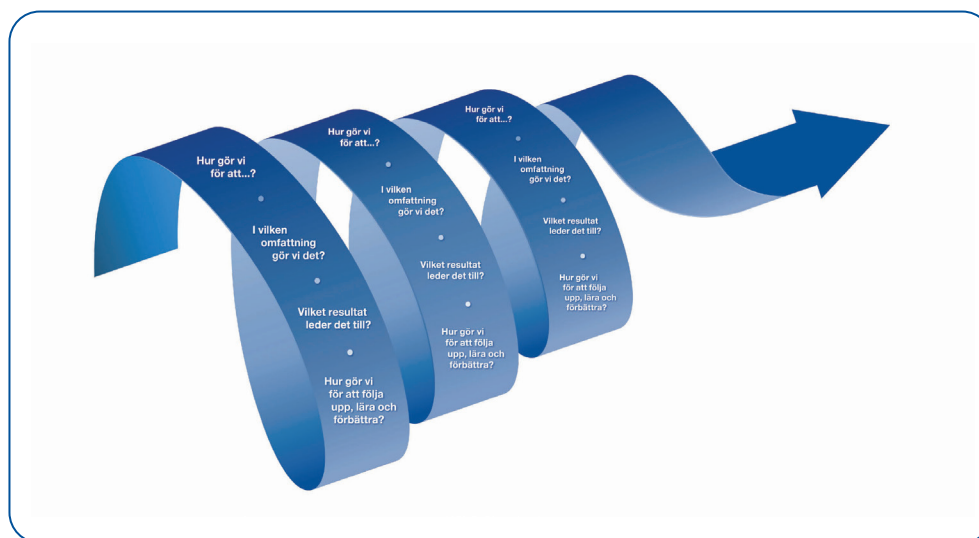 Hur gör vi
för att...?
I vilken
omfattning
gör vi det?
Vilket resultat
leder det till?
Hur gör vi
för att följa
upp, lära och
förbättra?
Hur gör vi
för att...?
I vilken
omfattning
gör vi det?
Vilket resultat
leder det till?
Hur gör vi
för att följa
upp, lära och
förbättra?
Hur gör vi
för att...?
I vilken
omfattning
gör vi det?
Vilket resultat
leder det till?
Hur gör vi
för att följa
upp, lära och
förbättra?